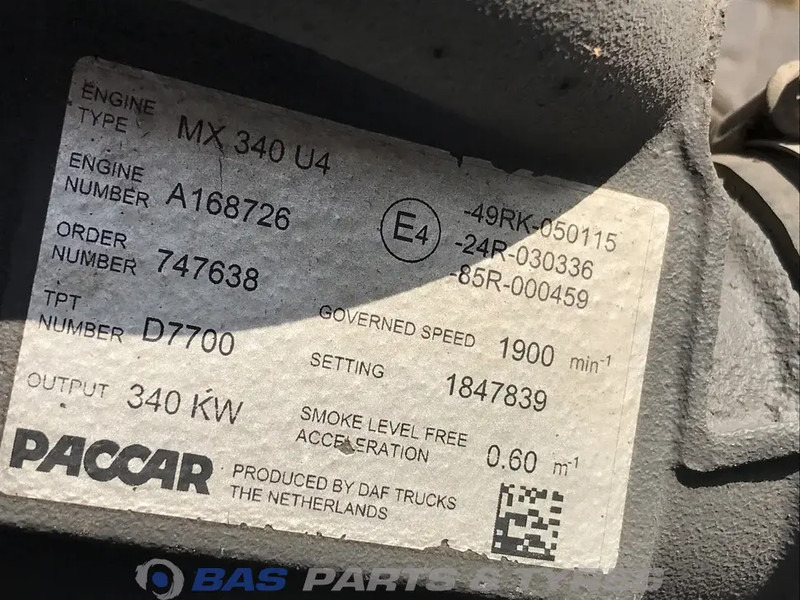 ENGINE TYPE MX 340 U4
ENGINE NUMBER A168726
ORDER NUMBER 747638
TPT NUMBER D7700
OUTPUT 340 KW
PACCAR
E4
-49RK-050115
-24R-030336
-85R-000459
GOVERNED SPEED 1900 min-1
SETTING 1847839
SMOKE LEVEL FREE
ACCELERATION 0.60 m-1
PRODUCED BY DAF TRUCKS
THE NETHERLANDS
BAS PARTS & TYRES